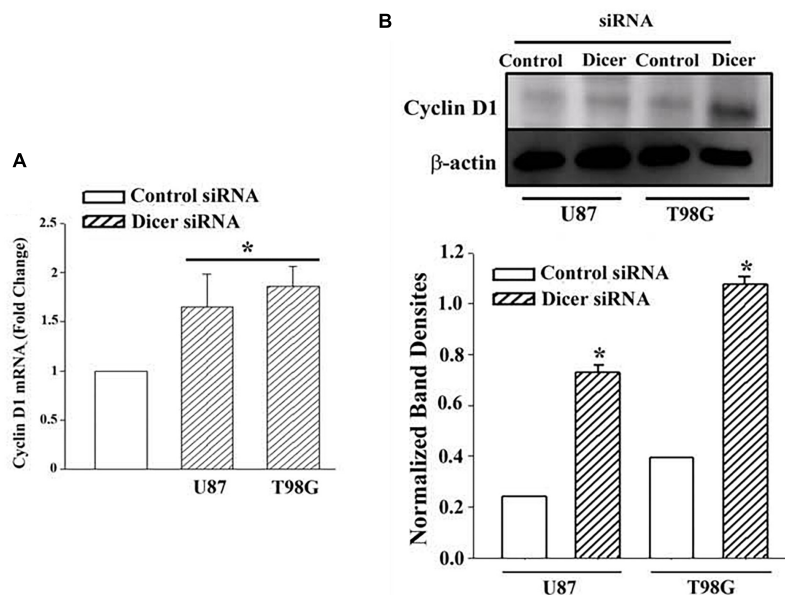 A
Control siRNA
Dicer siRNA
Cyclin D1 mRNA (Fold Change)
2.5
2
1.5
1
0.5
0
*
U87
T98G
B
siRNA
Control Dicer Control Dicer
Cyclin D1
β-actin
U87 T98G
Control siRNA
Dicer siRNA
Normalized Band Densites
1.2
1.0
0.8
0.6
0.4
0.2
0.0
*
*
U87 T98G